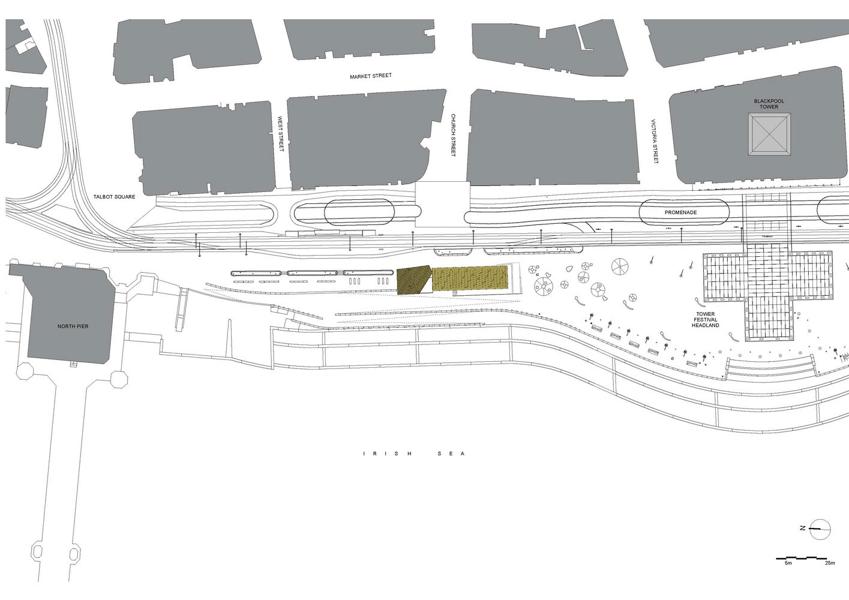 MARKET STREET
BLACKPOOL
TOWER
WEST STREET
CHURCH STREET
VICTORIA STREET
TALBOT SQUARE
PROMENADE
NORTH PIER
TOWER
FESTIVAL
HEADLAND
IRISH SEA
N
5m 25m